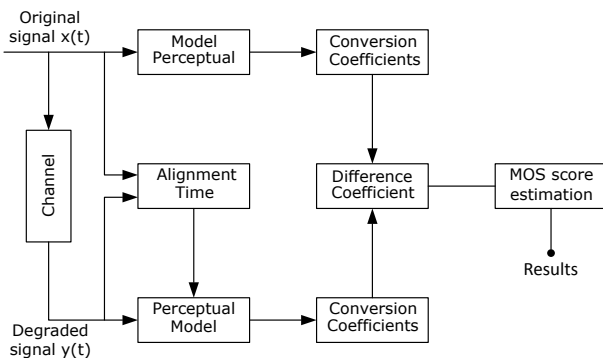 Original
signal x(t)
Model
Perceptual
Conversion
Coefficients
Channel
Alignment
Time
Difference
Coefficient
MOS score
estimation
Results
Degraded
signal y(t)
Perceptual
Model
Conversion
Coefficients